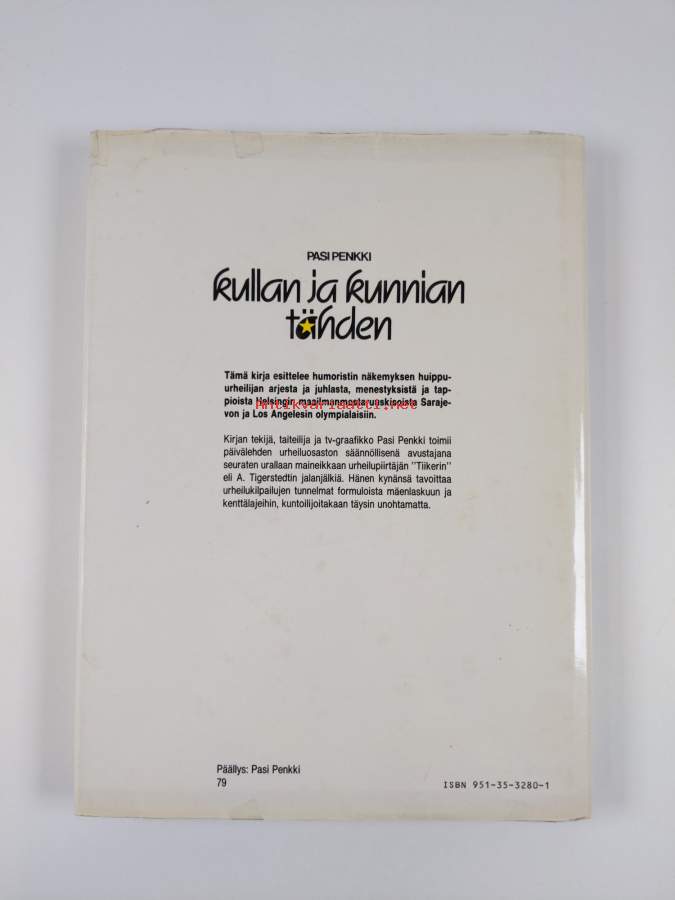 PASI PENKKI
kullan ja kunnian
tähden
Tämä kirja esittelee humoristin näkemyksen huippu-
urheilijan arjesta ja juhlasta, menestyksistä ja tap-
pioista Helsingin maailmanmestaruuskisoista Saraje-
Antikvariaatti.net
von ja Los Angelesin olympialaisiin.
Kirjan tekijä, taiteilija ja tv-graafikko Pasi Penkki toimii
päivälehden urheiluosaston säännöllisenä avustajana
seuraten urallaan maineikkaan urheilupiirtäjän "Tiikerin"
eli A. Tigerstedtin jalanjälkiä. Hänen kynänsä tavoittaa
urheilukilpailujen tunnelmat formuloista mäenlaskuun ja
kenttälajeihin, kuntoilijoitakaan täysin unohtamatta.
Päällys: Pasi Penkki
79
ISBN 951-35-3280-1